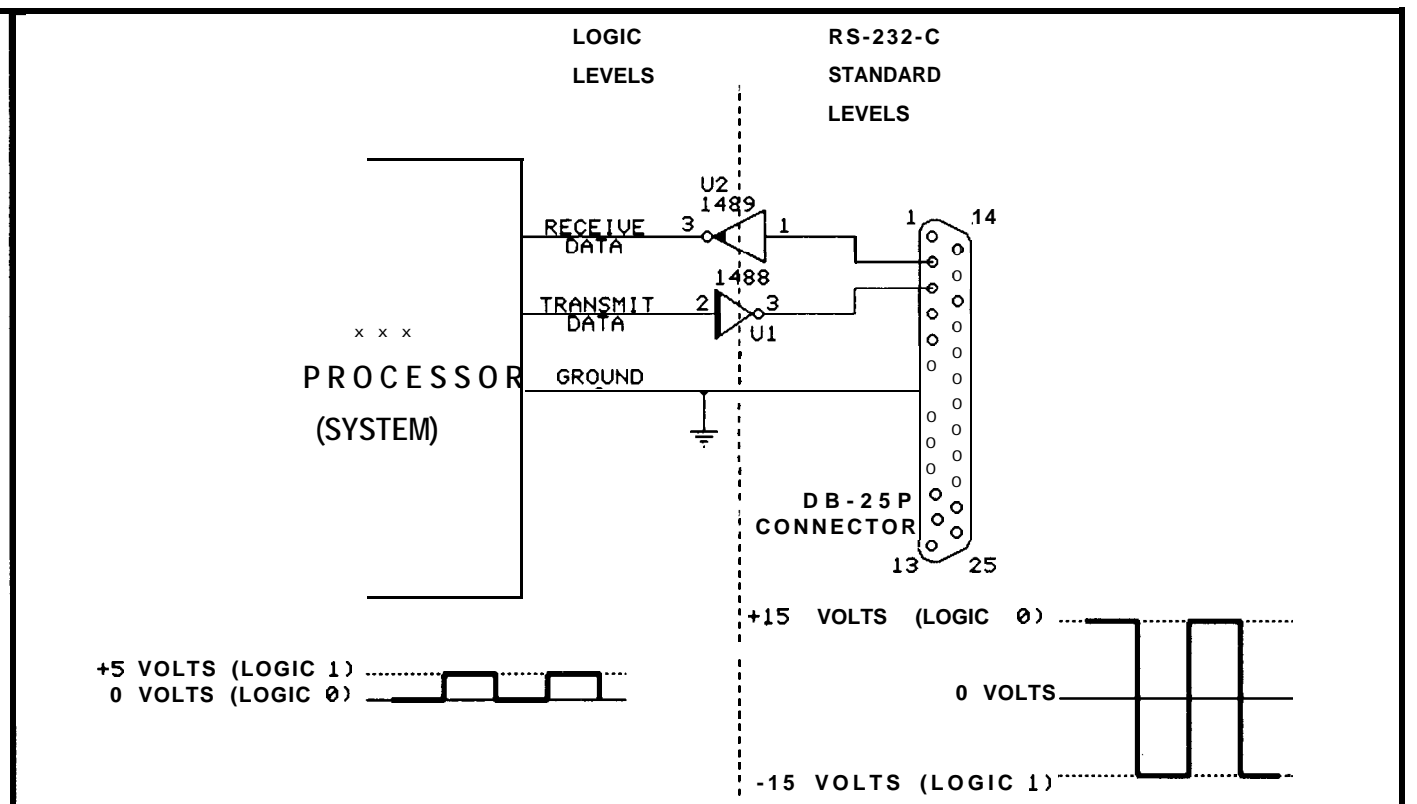 LOGIC
LEVELS
RS-232-C
STANDARD
LEVELS
U2
1489
RECEIVE
DATA
3
1
1488
TRANSMIT
DATA
2
3
U1
x x x
PROCESSOR
(SYSTEM)
GROUND
1
14
DB-25P
CONNECTOR
13
25
+15 VOLTS (LOGIC 0)
0 VOLTS
-15 VOLTS (LOGIC 1)
+5 VOLTS (LOGIC 1)
0 VOLTS (LOGIC 0)